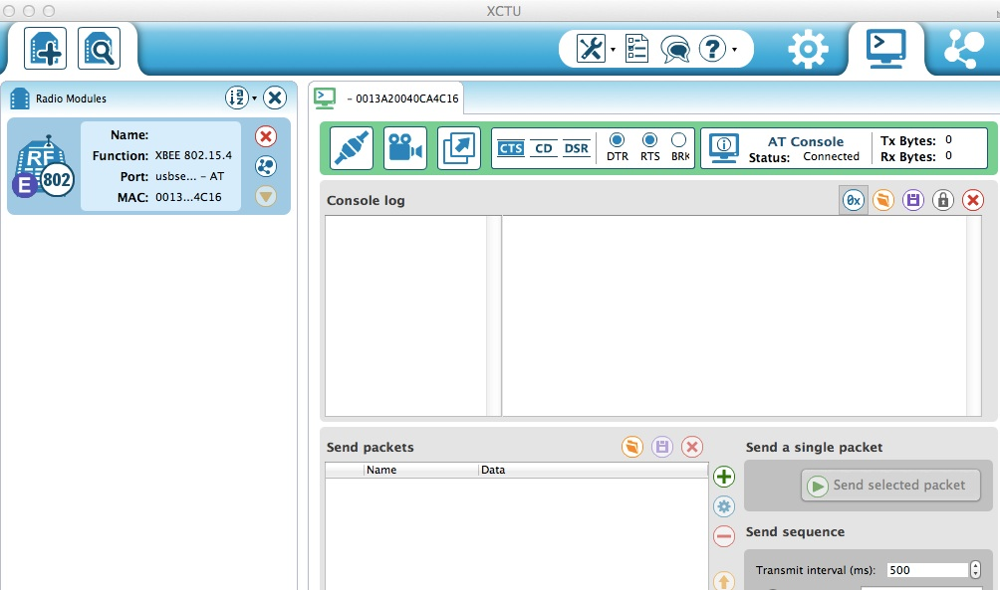 XCTU
Radio Modules
Name:
Function: XBEE 802.15.4
Port: usbse... - AT
MAC: 0013...4C16
RF
E 802
- 0013A20040CA4C16
CTS CD DSR
DTR RTS BRK
AT Console
Status: Connected
Tx Bytes: 0
Rx Bytes: 0
Console log
0x
Send packets
Name Data
Send a single packet
Send selected packet
Send sequence
Transmit interval (ms): 500